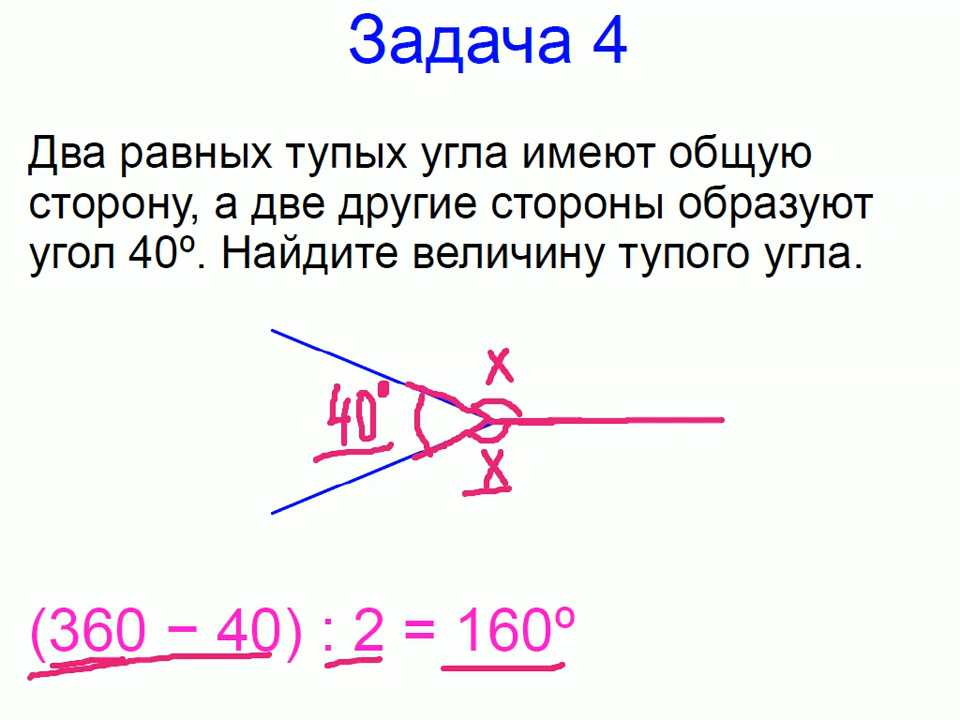 Задача 4
Два равных тупых угла имеют общую
сторону, а две другие стороны образуют
угол 40º. Найдите величину тупого угла.
x
40°
x
(360 − 40) : 2 = 160º